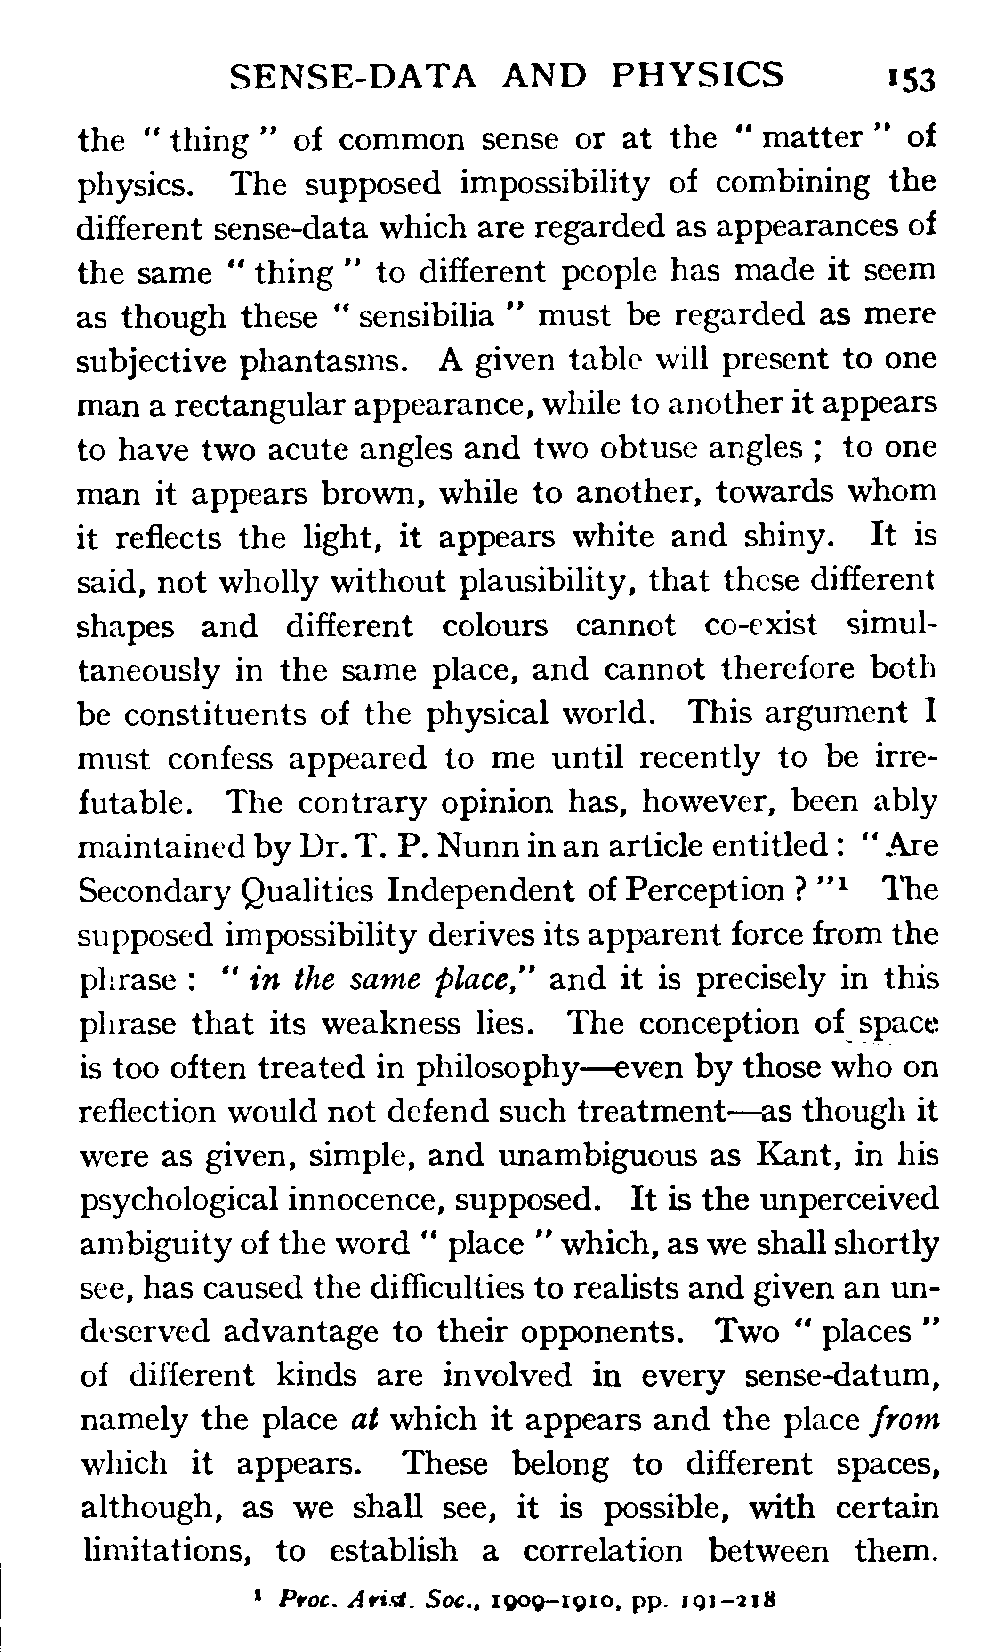 SENSE-DATA AND PHYSICS 153
the “ thing ” of common sense or at the “ matter ” of
physics. The supposed impossibility of combining the
different sense-data which are regarded as appearances of
the same “ thing ” to different people has made it seem
as though these “ sensibilia ” must be regarded as mere
subjective phantasms. A given table will present to one
man a rectangular appearance, while to another it appears
to have two acute angles and two obtuse angles ; to one
man it appears brown, while to another, towards whom
it reflects the light, it appears white and shiny. It is
said, not wholly without plausibility, that these different
shapes and different colours cannot co-exist simul-
taneously in the same place, and cannot therefore both
be constituents of the physical world. This argument I
must confess appeared to me until recently to be irre-
futable. The contrary opinion has, however, been ably
maintained by Dr. T. P. Nunn in an article entitled : “ Are
Secondary Qualities Independent of Perception ? ”¹ The
supposed impossibility derives its apparent force from the
phrase : “ in the same place,” and it is precisely in this
phrase that its weakness lies. The conception of space
is too often treated in philosophy—even by those who on
reflection would not defend such treatment—as though it
were as given, simple, and unambiguous as Kant, in his
psychological innocence, supposed. It is the unperceived
ambiguity of the word “ place ” which, as we shall shortly
see, has caused the difficulties to realists and given an un-
deserved advantage to their opponents. Two “ places ”
of different kinds are involved in every sense-datum,
namely the place at which it appears and the place from
which it appears. These belong to different spaces,
although, as we shall see, it is possible, with certain
limitations, to establish a correlation between them.
¹ Proc. Arist. Soc., 1909–1910, pp. 191–218